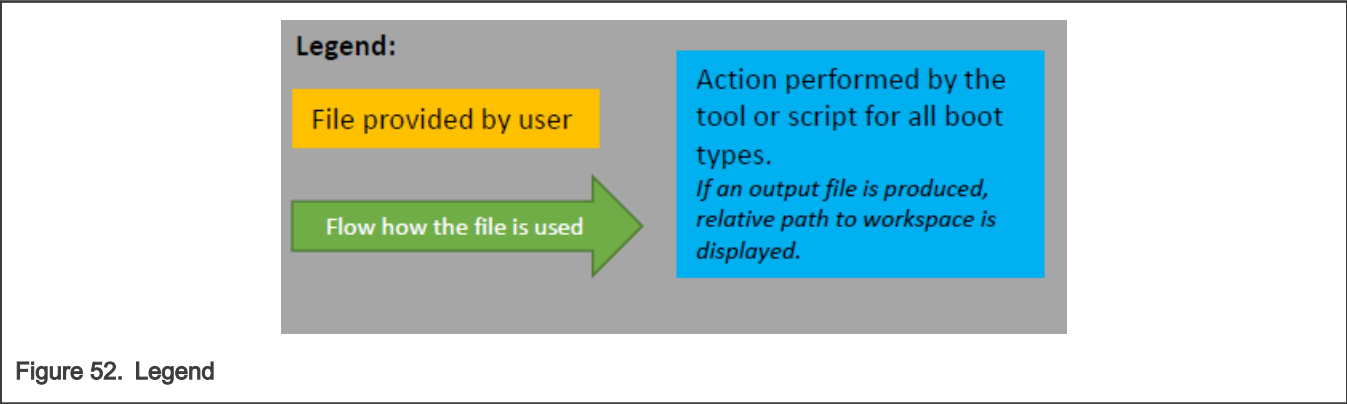 Legend:
File provided by user
Flow how the file is used
Action performed by the
tool or script for all boot
types.
If an output file is produced,
relative path to workspace is
displayed.
Figure 52. Legend